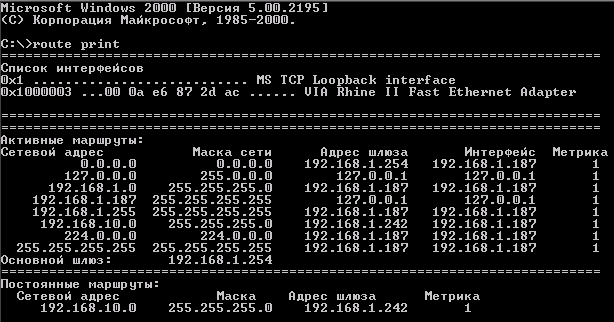 Microsoft Windows 2000 [Версия 5.00.2195]
(C) Корпорация Майкрософт, 1985-2000.
C:\>route print
===========================================================================
Список интерфейсов
0x1 ........................... MS TCP Loopback interface
0x1000003 ...00 0a e6 87 2d ac ...... VIA Rhine II Fast Ethernet Adapter
===========================================================================
===========================================================================
Активные маршруты:
Сетевой адрес Маска сети Адрес шлюза Интерфейс Метрика
0.0.0.0 0.0.0.0 192.168.1.254 192.168.1.187 1
127.0.0.0 255.0.0.0 127.0.0.1 127.0.0.1 1
192.168.1.0 255.255.255.0 192.168.1.187 192.168.1.187 1
192.168.1.187 255.255.255.255 127.0.0.1 127.0.0.1 1
192.168.1.255 255.255.255.255 192.168.1.187 192.168.1.187 1
192.168.10.0 255.255.255.0 192.168.1.242 192.168.1.187 1
224.0.0.0 224.0.0.0 192.168.1.187 192.168.1.187 1
255.255.255.255 255.255.255.255 192.168.1.187 192.168.1.187 1
Основной шлюз: 192.168.1.254
===========================================================================
Постоянные маршруты:
Сетевой адрес Маска Адрес шлюза Метрика
192.168.10.0 255.255.255.0 192.168.1.242 1